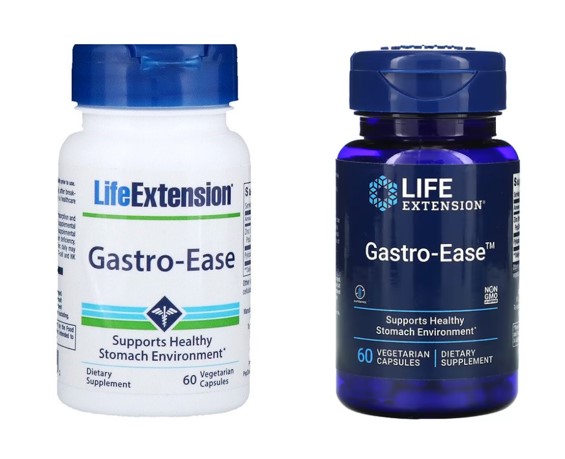 LifeExtension®
Gastro-Ease
Supports Healthy
Stomach Environment*
Dietary
Supplement
60 Vegetarian
Capsules
LIFE
EXTENSION®
Gastro-Ease™
NON
GMO
Supports Healthy
Stomach Environment*
60 VEGETARIAN
CAPSULES
DIETARY
SUPPLEMENT